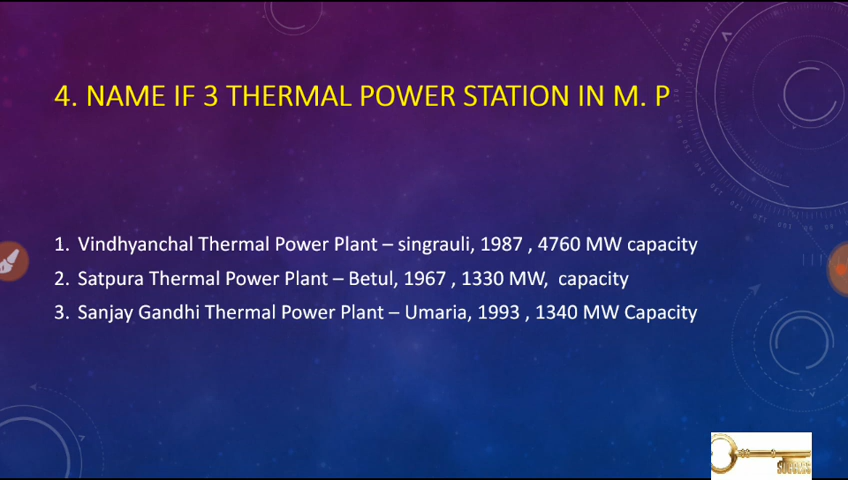 4. NAME IF 3 THERMAL POWER STATION IN M. P
1. Vindhyanchal Thermal Power Plant – singrauli, 1987 , 4760 MW capacity
2. Satpura Thermal Power Plant – Betul, 1967 , 1330 MW, capacity
3. Sanjay Gandhi Thermal Power Plant – Umaria, 1993 , 1340 MW Capacity